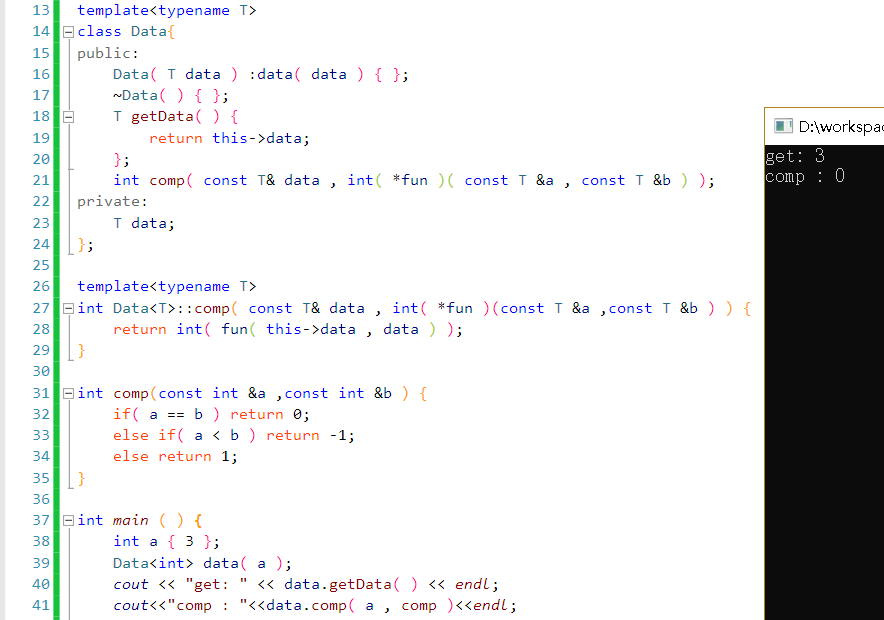 13 template<typename T>
14 class Data{
15 public:
16 Data( T data ) :data( data ) { };
17 ~Data( ) { };
18 T getData( ) {
19 return this->data;
20 };
21 int comp( const T& data , int( *fun )( const T &a , const T &b ) );
22 private:
23 T data;
24 };
25
26 template<typename T>
27 int Data<T>::comp( const T& data , int( *fun )(const T &a ,const T &b ) ) {
28 return int( fun( this->data , data ) );
29 }
30
31 int comp(const int &a ,const int &b ) {
32 if( a == b ) return 0;
33 else if( a < b ) return -1;
34 else return 1;
35 }
36
37 int main ( ) {
38 int a { 3 };
39 Data<int> data( a );
40 cout << "get: " << data.getData( ) << endl;
41 cout<<"comp : "<<data.comp( a , comp )<<endl;
D:\workspac
get: 3
comp : 0